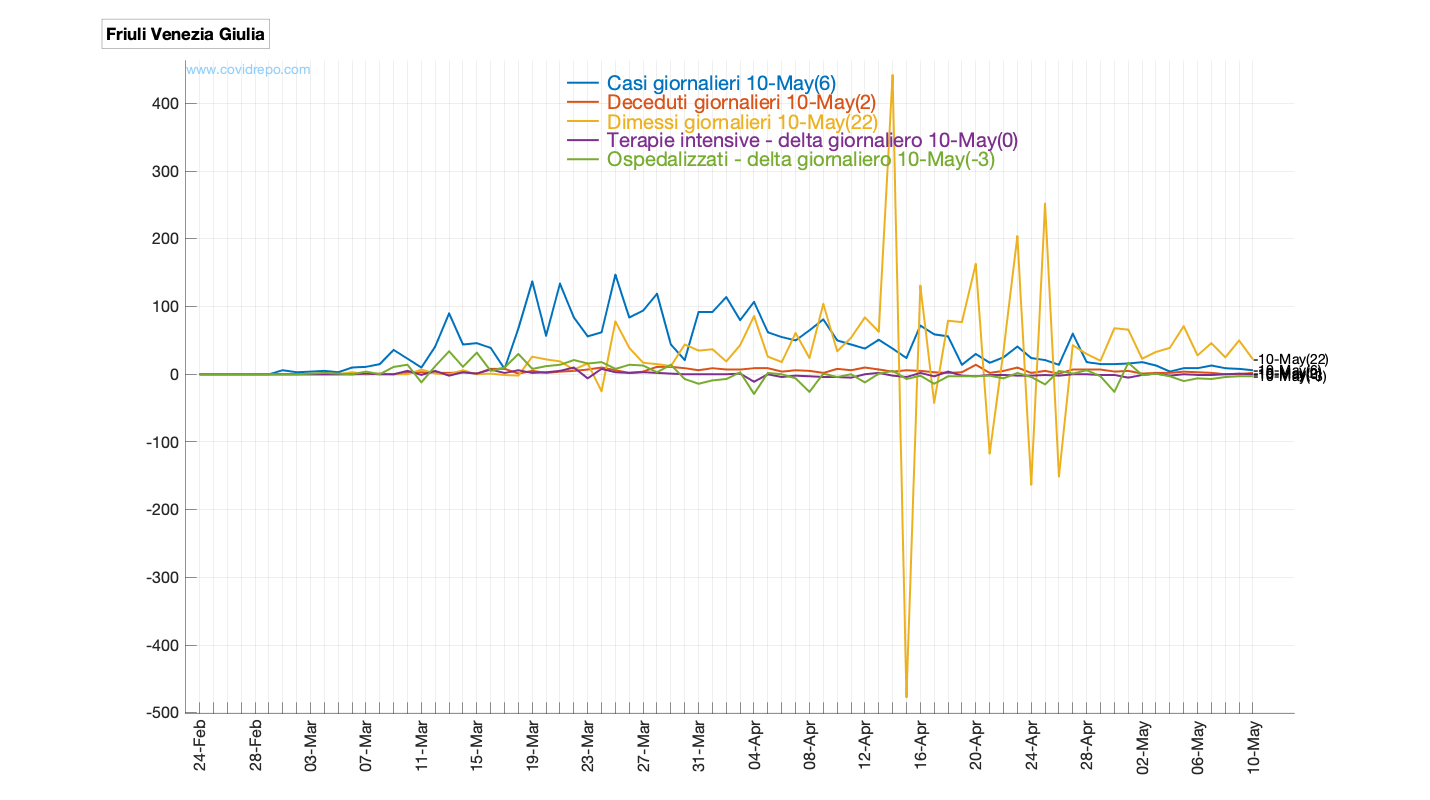 Friuli Venezia Giulia
www.covidrepo.com
Casi giornalieri 10-May(6)
Deceduti giornalieri 10-May(2)
Dimessi giornalieri 10-May(22)
Terapie intensive - delta giornaliero 10-May(0)
Ospedalizzati - delta giornaliero 10-May(-3)
400
300
200
100
0
-100
-200
-300
-400
-500
-10-May(22)
-10-May(6)
24-Feb
28-Feb
03-Mar
07-Mar
11-Mar
15-Mar
19-Mar
23-Mar
27-Mar
31-Mar
04-Apr
08-Apr
12-Apr
16-Apr
20-Apr
24-Apr
28-Apr
02-May
06-May
10-May